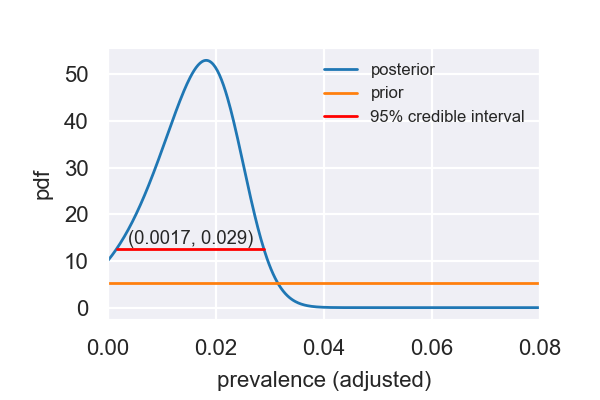 posterior
prior
95% credible interval
(0.0017, 0.029)
pdf
50
40
30
20
10
0
0.00 0.02 0.04 0.06 0.08
prevalence (adjusted)